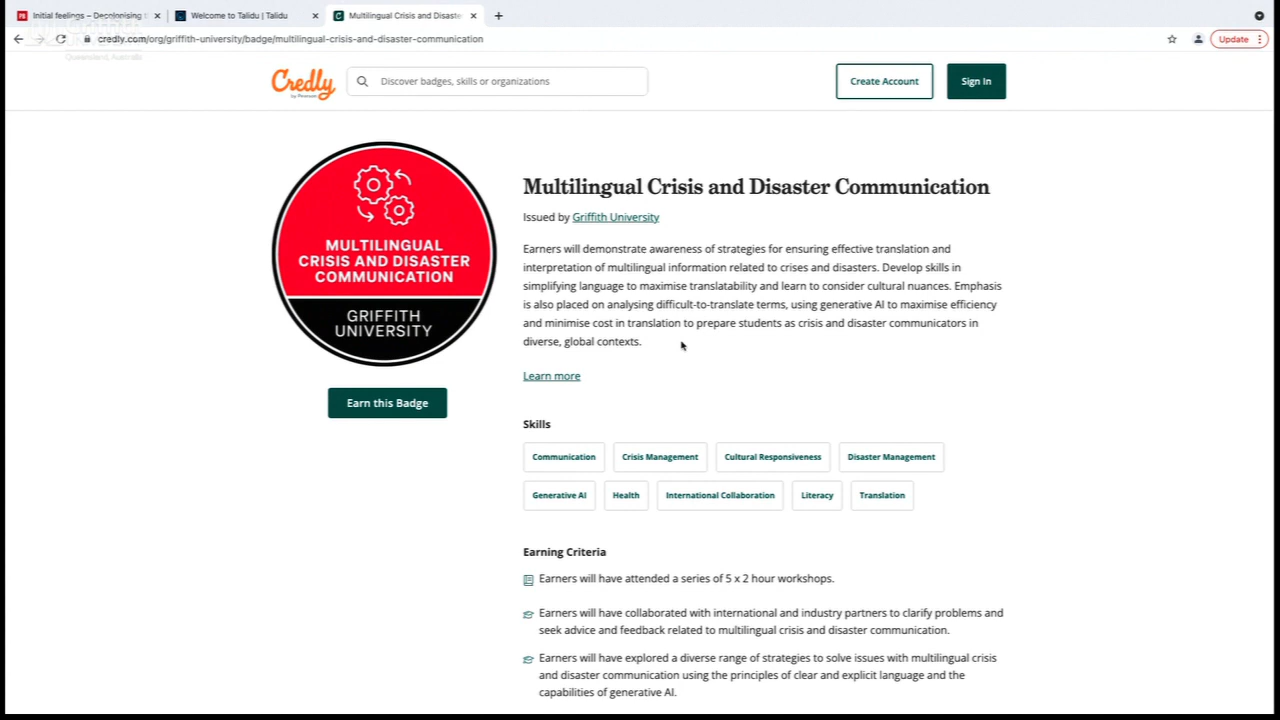 Initial feelings – Decolonising
Welcome to Talidu | Talidu
Multilingual Crisis and Disaste
credly.com/org/griffith-university/badge/multilingual-crisis-and-disaster-communication
Update
Queensland, Australia
Credly
by Pearson
Discover badges, skills or organizations
Create Account
Sign In
MULTILINGUAL
CRISIS AND DISASTER
COMMUNICATION
GRIFFITH
UNIVERSITY
Earn this Badge
Multilingual Crisis and Disaster Communication
Issued by Griffith University
Earners will demonstrate awareness of strategies for ensuring effective translation and
interpretation of multilingual information related to crises and disasters. Develop skills in
simplifying language to maximise translatability and learn to consider cultural nuances. Emphasis
is also placed on analysing difficult-to-translate terms, using generative AI to maximise efficiency
and minimise cost in translation to prepare students as crisis and disaster communicators in
diverse, global contexts.
Learn more
Skills
Communication
Crisis Management
Cultural Responsiveness
Disaster Management
Generative AI
Health
International Collaboration
Literacy
Translation
Earning Criteria
Earners will have attended a series of 5 x 2 hour workshops.
Earners will have collaborated with international and industry partners to clarify problems and
seek advice and feedback related to multilingual crisis and disaster communication.
Earners will have explored a diverse range of strategies to solve issues with multilingual crisis
and disaster communication using the principles of clear and explicit language and the
capabilities of generative AI.